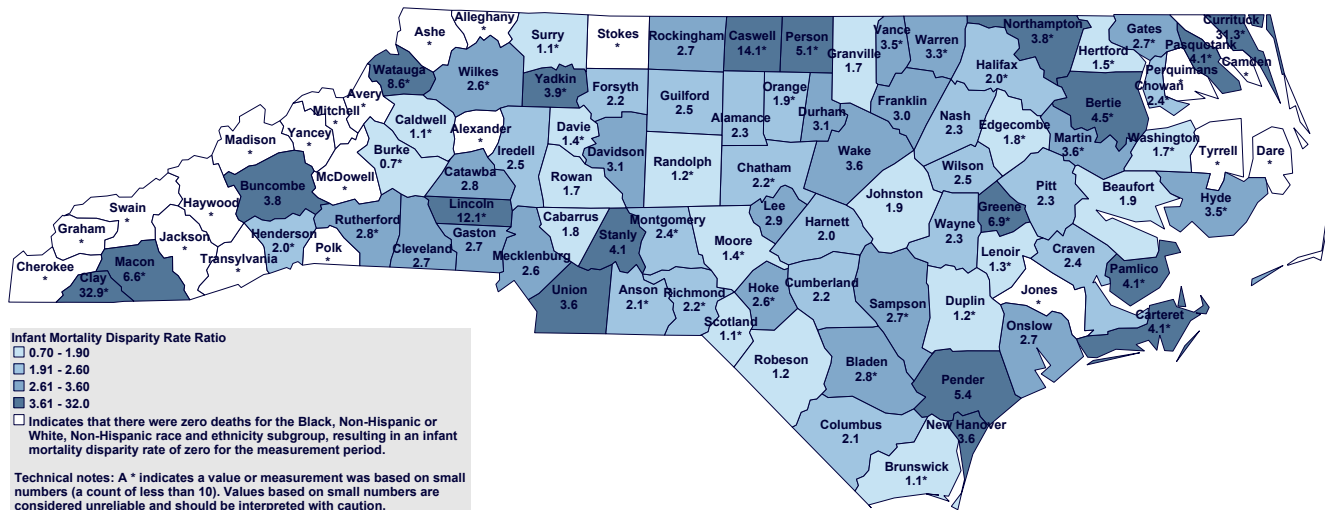 Ashe
*
Alleghany
*
Surry
1.1*
Stokes
*
Rockingham
2.7
Caswell
14.1*
Person
5.1*
Granville
1.7
Vance
3.5*
Warren
3.3*
Northampton
3.8*
Hertford
1.5*
Gates
2.7*
Currituck
31.3*
Pasquotank
4.1*
Camden
*
Perquimans
*
Chowan
2.4*
Halifax
2.0*
Bertie
4.5*
Watauga
8.6*
Wilkes
2.6*
Yadkin
3.9*
Forsyth
2.2
Guilford
2.5
Alamance
2.3
Orange
1.9*
Durham
3.1
Franklin
3.0
Nash
2.3
Edgecombe
1.8*
Martin
3.6*
Washington
1.7*
Tyrrell
*
Dare
*
Avery
*
Mitchell
*
Yancey
*
Madison
*
Caldwell
1.1*
Alexander
*
Davie
1.4*
Iredell
2.5
Davidson
3.1
Randolph
1.2*
Chatham
2.2*
Wake
3.6
Wilson
2.5
Pitt
2.3
Beaufort
1.9
Hyde
3.5*
Burke
0.7*
McDowell
*
Buncombe
3.8
Haywood
*
Swain
*
Graham
*
Cherokee
*
Clay
32.9*
Macon
6.6*
Jackson
*
Transylvania
*
Henderson
2.0*
Polk
*
Rutherford
2.8*
Cleveland
2.7
Catawba
2.8
Lincoln
12.1*
Gaston
2.7
Rowan
1.7
Cabarrus
1.8
Mecklenburg
2.6
Stanly
4.1
Montgomery
2.4*
Moore
1.4*
Lee
2.9
Harnett
2.0
Johnston
1.9
Wayne
2.3
Greene
6.9*
Lenoir
1.3*
Craven
2.4
Pamlico
4.1*
Jones
*
Carteret
4.1*
Onslow
2.7
Union
3.6
Anson
2.1*
Richmond
2.2*
Scotland
1.1*
Hoke
2.6*
Cumberland
2.2
Sampson
2.7*
Duplin
1.2*
Robeson
1.2
Bladen
2.8*
Pender
5.4
Columbus
2.1
New Hanover
3.6
Brunswick
1.1*
Infant Mortality Disparity Rate Ratio
0.70 - 1.90
1.91 - 2.60
2.61 - 3.60
3.61 - 32.0
Indicates that there were zero deaths for the Black, Non-Hispanic or
White, Non-Hispanic race and ethnicity subgroup, resulting in an infant
mortality disparity rate of zero for the measurement period.
Technical notes: A * indicates a value or measurement was based on small
numbers (a count of less than 10). Values based on small numbers are
considered unreliable and should be interpreted with caution.